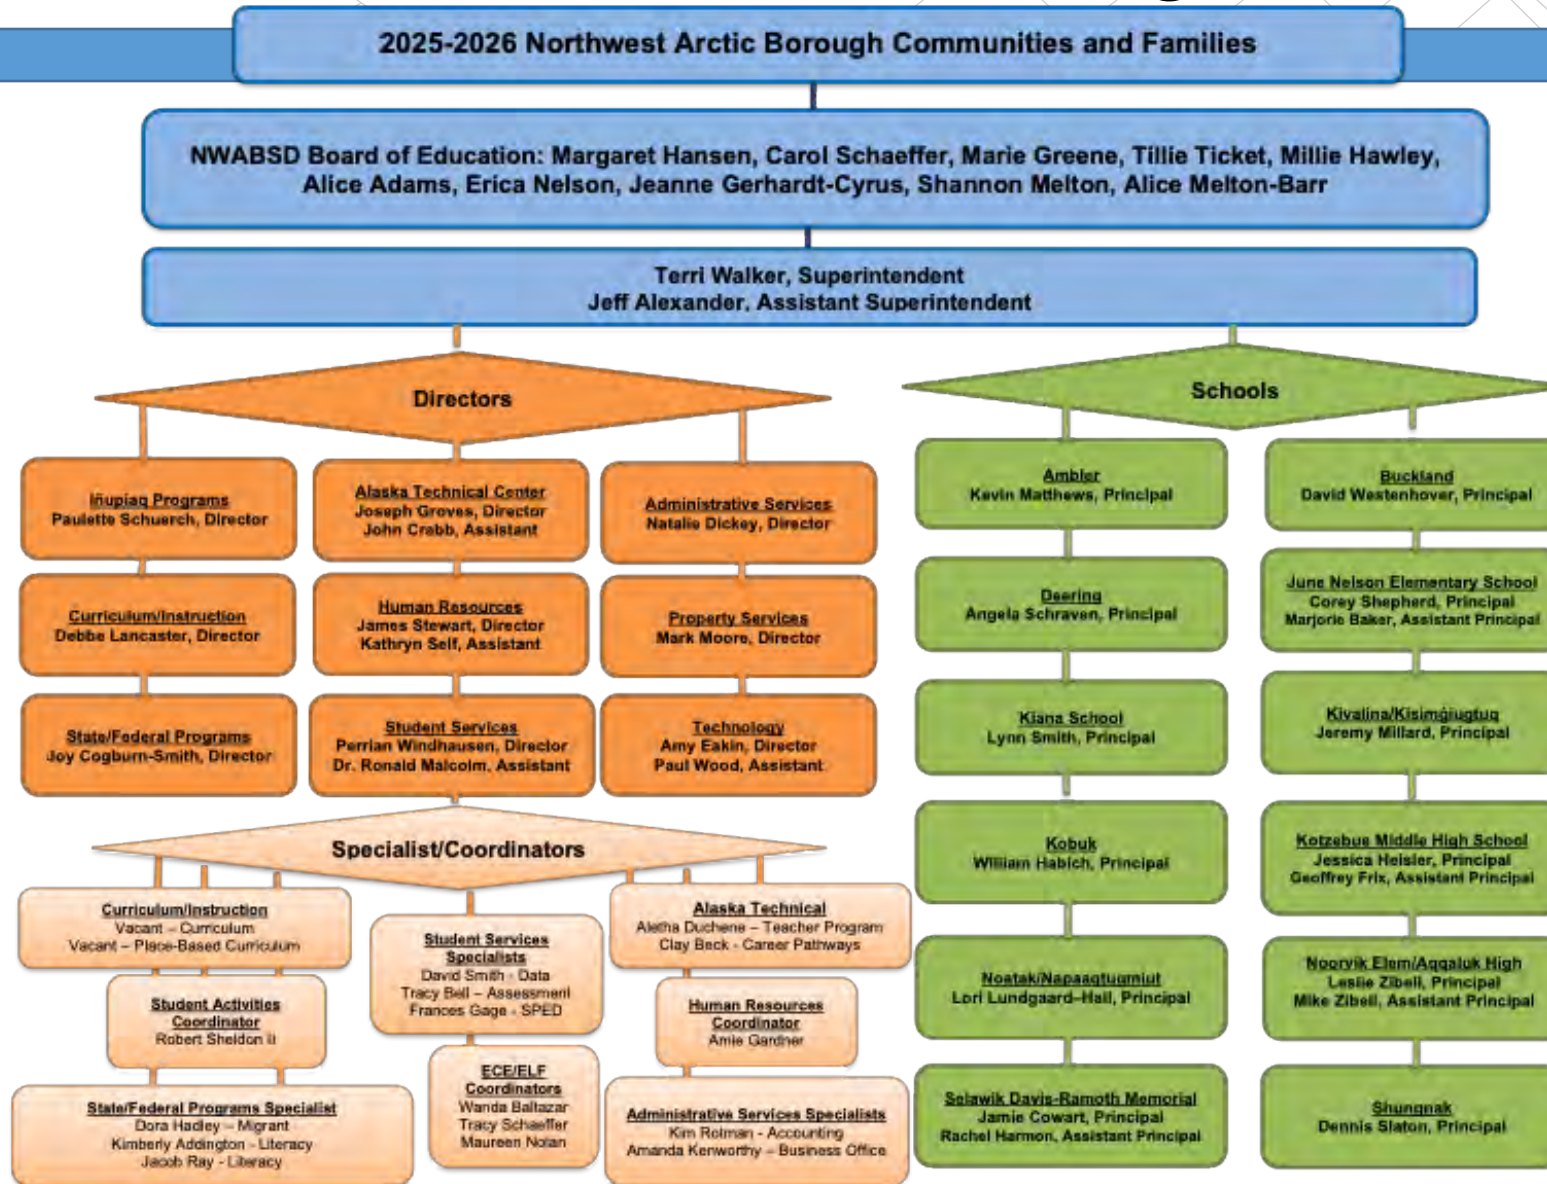 2025-2026 Northwest Arctic Borough Communities and Families
NWABSD Board of Education: Margaret Hansen, Carol Schaeffer, Marie Greene, Tillie Ticket, Millie Hawley,
Alice Adams, Erica Nelson, Jeanne Gerhardt-Cyrus, Shannon Melton, Alice Melton-Barr
Terri Walker, Superintendent
Jeff Alexander, Assistant Superintendent
Directors
Iñupiaq Programs
Paulette Schuerch, Director
Curriculum/Instruction
Debbe Lancaster, Director
State/Federal Programs
Joy Cogburn-Smith, Director
Alaska Technical Center
Joseph Groves, Director
John Crabb, Assistant
Human Resources
James Stewart, Director
Kathryn Self, Assistant
Student Services
Perrian Windhausen, Director
Dr. Ronald Malcolm, Assistant
Administrative Services
Natalie Dickey, Director
Property Services
Mark Moore, Director
Technology
Amy Eakin, Director
Paul Wood, Assistant
Specialist/Coordinators
Curriculum/Instruction
Vacant – Curriculum
Vacant – Place-Based Curriculum
Student Activities
Coordinator
Robert Sheldon II
State/Federal Programs Specialist
Dora Hadley – Migrant
Kimberly Addington - Literacy
Jacob Ray - Literacy
Student Services
Specialists
David Smith - Data
Tracy Bell – Assessment
Frances Gage - SPED
ECE/ELF
Coordinators
Wanda Baltazar
Tracy Schaeffer
Maureen Nolan
Alaska Technical
Aletha Duchene – Teacher Program
Clay Beck - Career Pathways
Human Resources
Coordinator
Amie Gardner
Administrative Services Specialists
Kim Rotman - Accounting
Amanda Kenworthy – Business Office
Schools
Ambler
Kevin Matthews, Principal
Deering
Angela Schraven, Principal
Kiana School
Lynn Smith, Principal
Kobuk
William Habich, Principal
Noatak/Napaaqtuġmiut
Lori Lundgaard–Hall, Principal
Selawik Davis-Ramoth Memorial
Jamie Cowart, Principal
Rachel Harmon, Assistant Principal
Buckland
David Westenhover, Principal
June Nelson Elementary School
Corey Shepherd, Principal
Marjorie Baker, Assistant Principal
Kivalina/Kisimġiugtuq
Jeremy Millard, Principal
Kotzebue Middle High School
Jessica Heisler, Principal
Geoffrey Frix, Assistant Principal
Noorvik Elem/Aqqaluk High
Leslie Zibell, Principal
Mike Zibell, Assistant Principal
Shungnak
Dennis Slaton, Principal